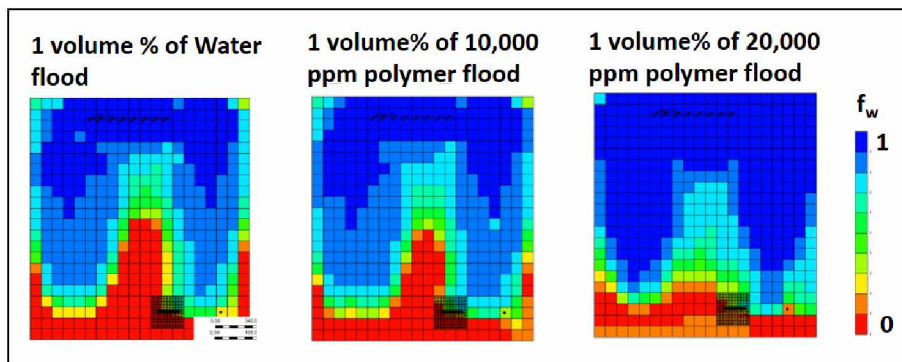 1 volume % of Water
flood
1 volume% of 10,000
ppm polymer flood
1 volume% of 20,000
ppm polymer flood
fw
1
0